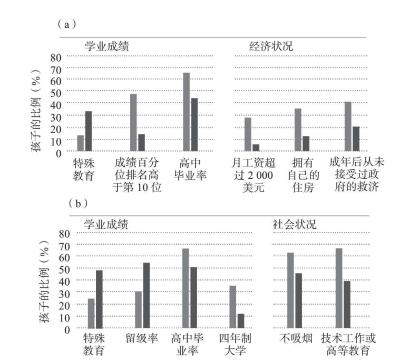 (a)
学业成绩 经济状况
孩子的比例（%）
80
70
60
50
40
30
20
10
0
特殊 成绩百分 高中 月工资超 拥有 成年后从未
教育 位排名高 毕业率 过 2 000 自己的 接受过政
于第 10 位 美元 住房 府的救济
(b)
学业成绩 社会状况
孩子的比例（%）
80
70
60
50
40
30
20
10
0
特殊 留级率 高中毕 四年制 不吸烟 技术工作或
教育 业率 大学 高等教育